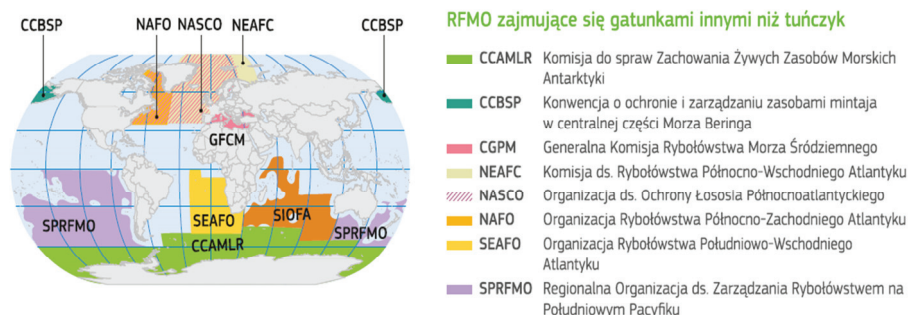 CCBSP
NAFO
NASCO
NEAFC
CCBSP
GFCM
SEAFO
SIOFA
SPRFMO
SPRFMO
CCAMLR
RFMO zajmujące się gatunkami innymi niż tuńczyk
CCAMLR Komisja do spraw Zachowania Żywych Zasobów Morskich
Antarktyki
CCBSP Konwencja o ochronie i zarządzaniu zasobami mintaja
w centralnej części Morza Beringa
CGPM Generalna Komisja Rybołówstwa Morza Śródziemnego
NEAFC Komisja ds. Rybołówstwa Północno-Wschodniego Atlantyku
NASCO Organizacja ds. Ochrony Łososia Północnoatlantyckiego
NAFO Organizacja Rybołówstwa Północno-Zachodniego Atlantyku
SEAFO Organizacja Rybołówstwa Południowo-Wschodniego
Atlantyku
SPRFMO Regionalna Organizacja ds. Zarządzania Rybołówstwem na
Południowym Pacyfiku